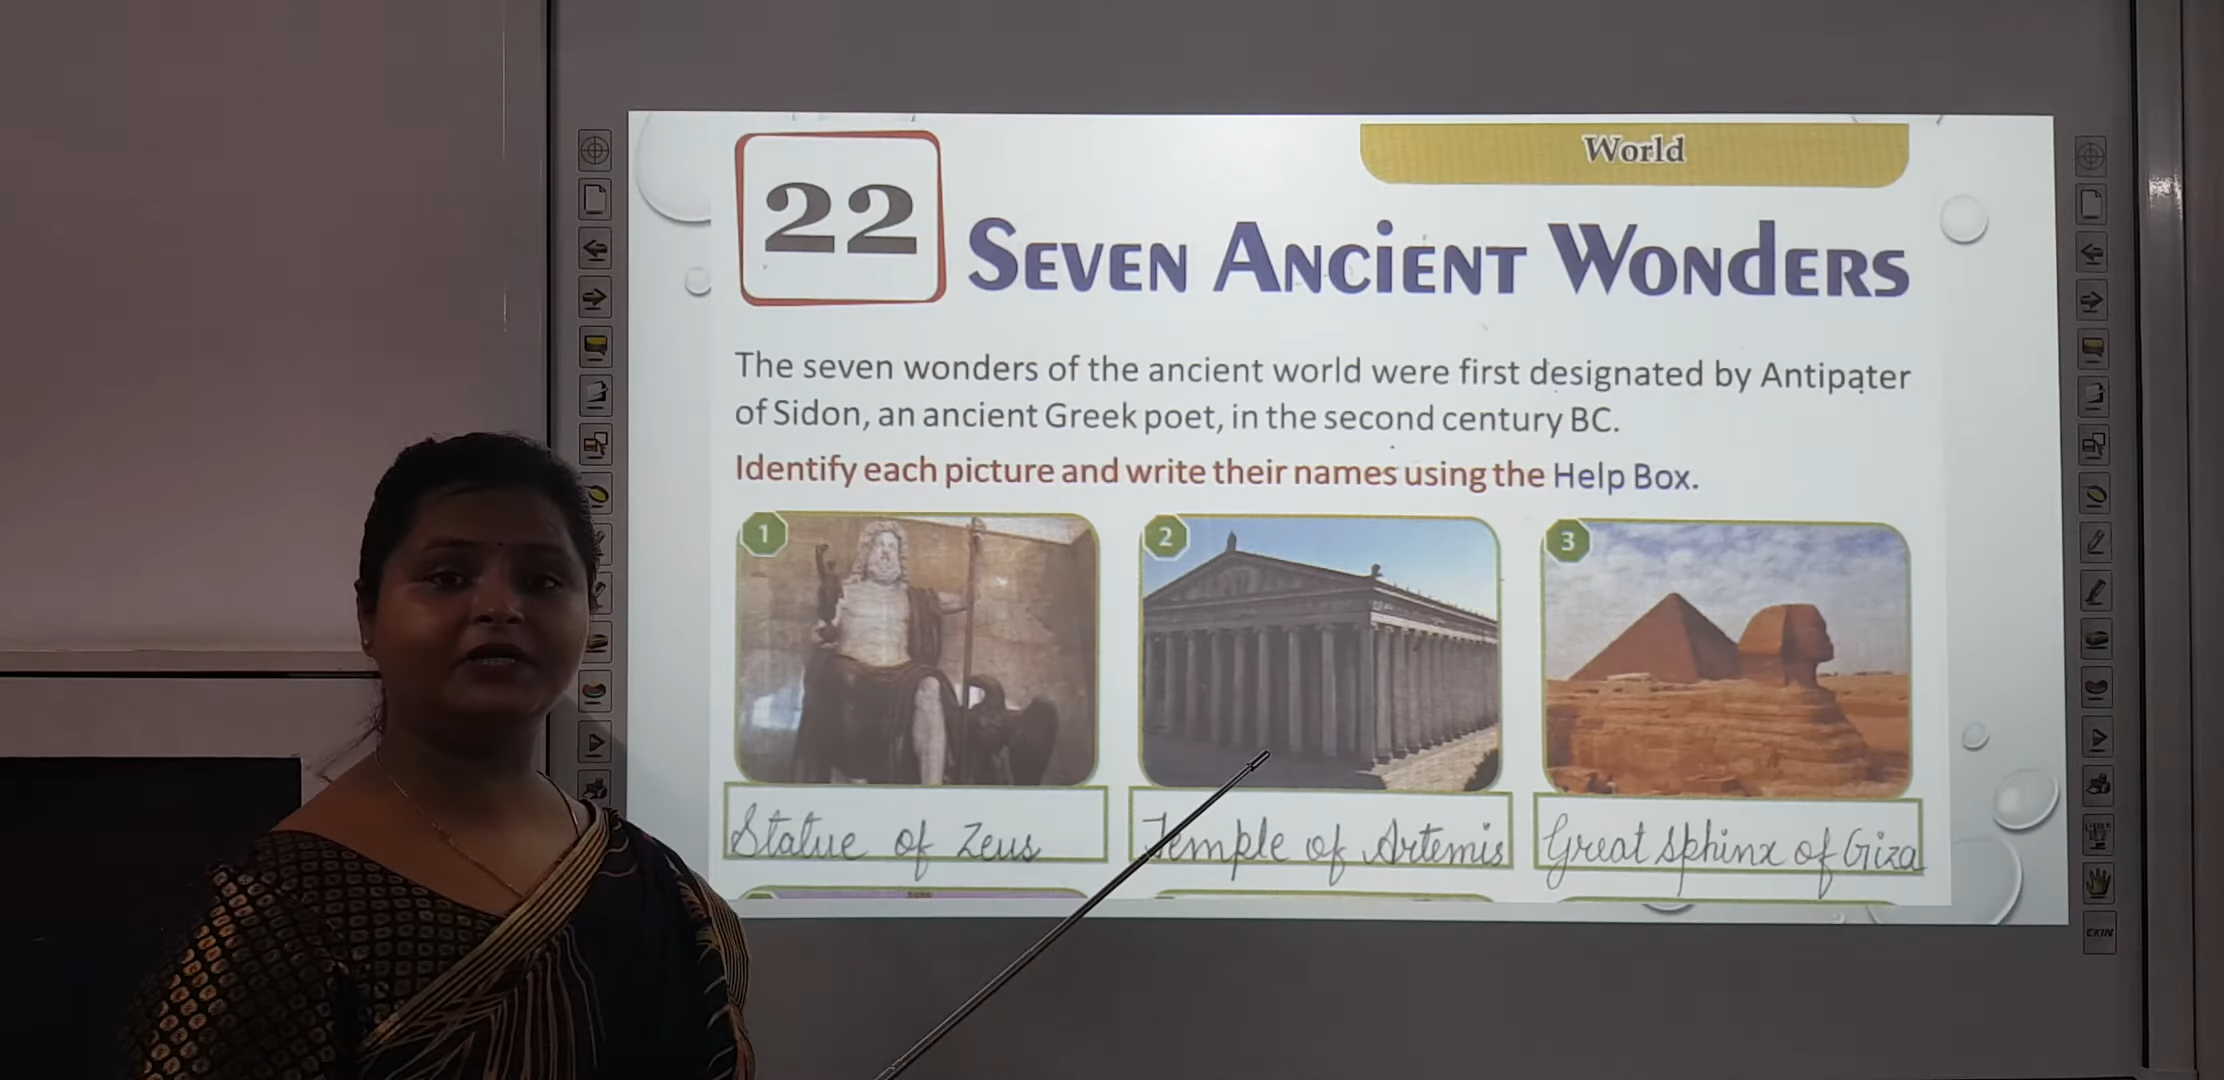 World
22
SEVEN ANCIENT WONDERS
The seven wonders of the ancient world were first designated by Antipater
of Sidon, an ancient Greek poet, in the second century BC.
Identify each picture and write their names using the Help Box.
1
2
3
Statue of Zeus
Temple of Artemis
Great Sphinx of Giza
EKIN